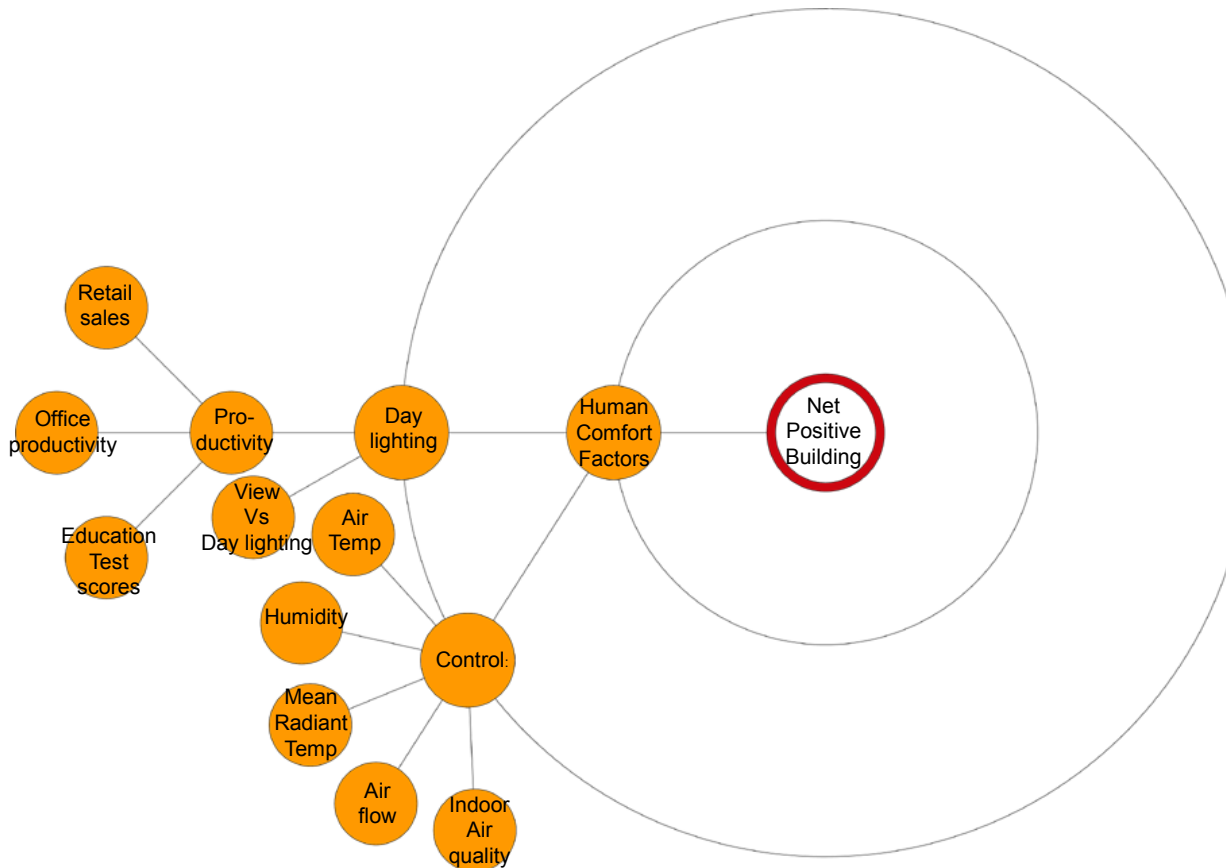 Retail
sales
Office
productivity
Pro-
ductivity
Education
Test
scores
Day
lighting
View
Vs
Day lighting
Human
Comfort
Factors
Net
Positive
Building
Air
Temp
Humidity
Control:
Mean
Radiant
Temp
Air
flow
Indoor
Air
quality